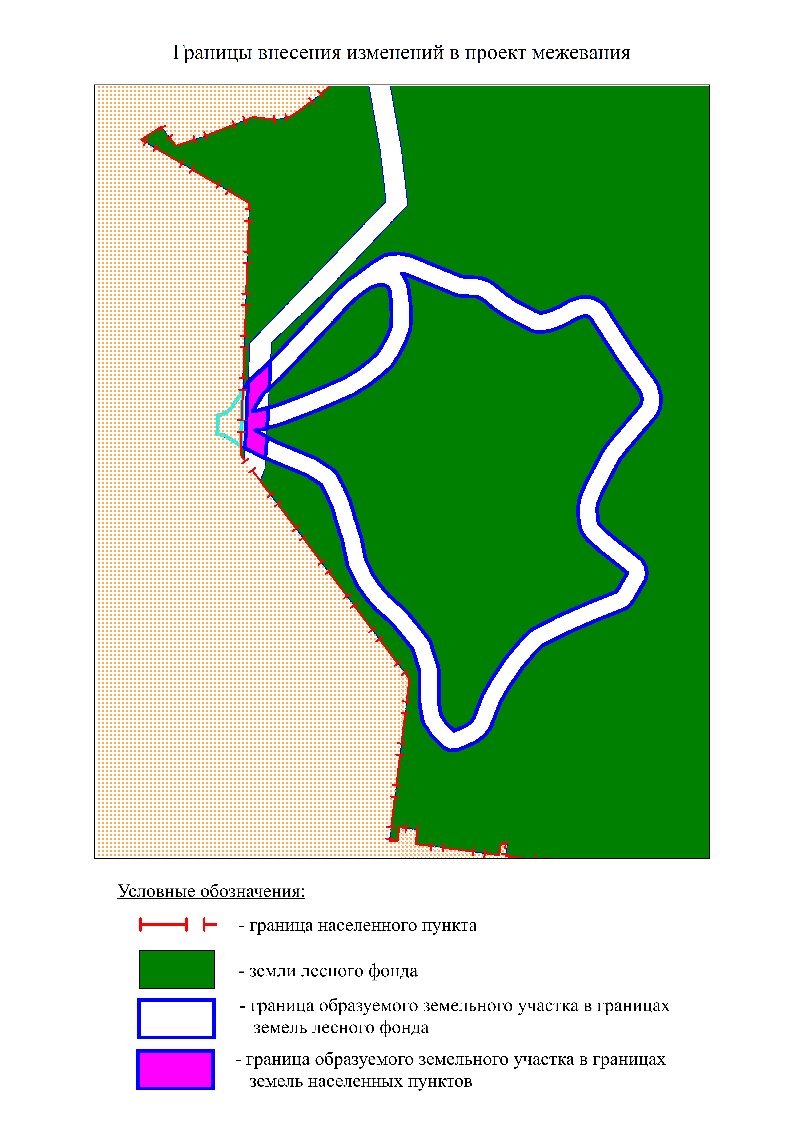 Границы внесения изменений в проект межевания
Условные обозначения:
- граница населенного пункта
- земли лесного фонда
- граница образуемого земельного участка в границах
земель лесного фонда
- граница образуемого земельного участка в границах
земель населенных пунктов